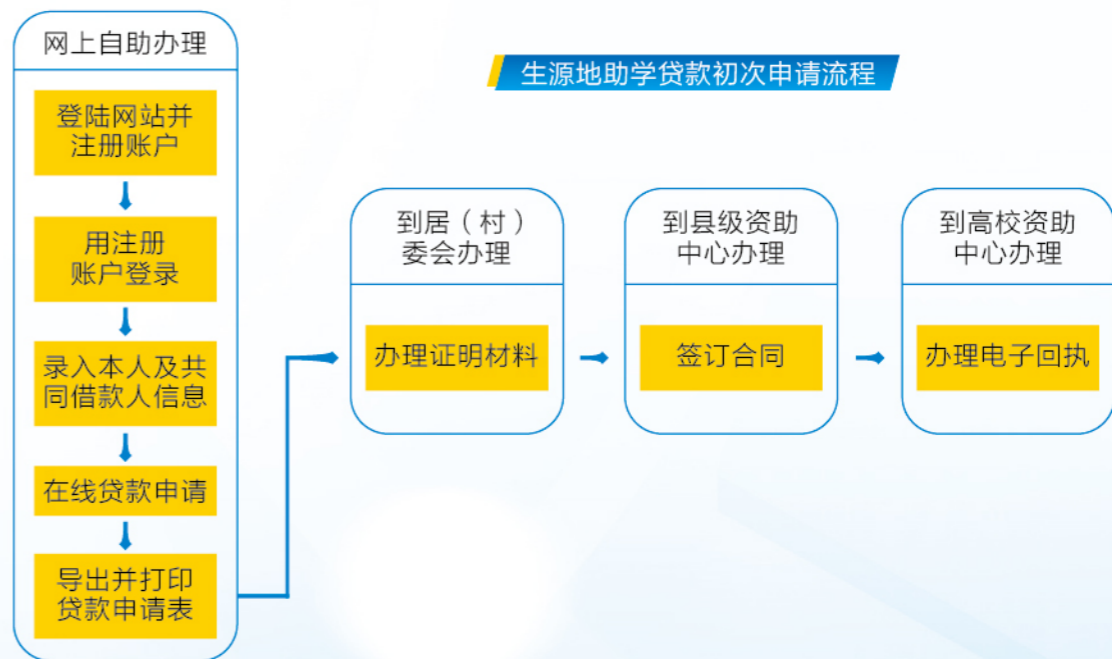 网上自助办理
生源地助学贷款初次申请流程
登陆网站并
注册账户
用注册
账户登录
录入本人及共
同借款人信息
在线贷款申请
导出并打印
贷款申请表
到居（村）
委会办理
办理证明材料
到县级资助
中心办理
签订合同
到高校资助
中心办理
办理电子回执